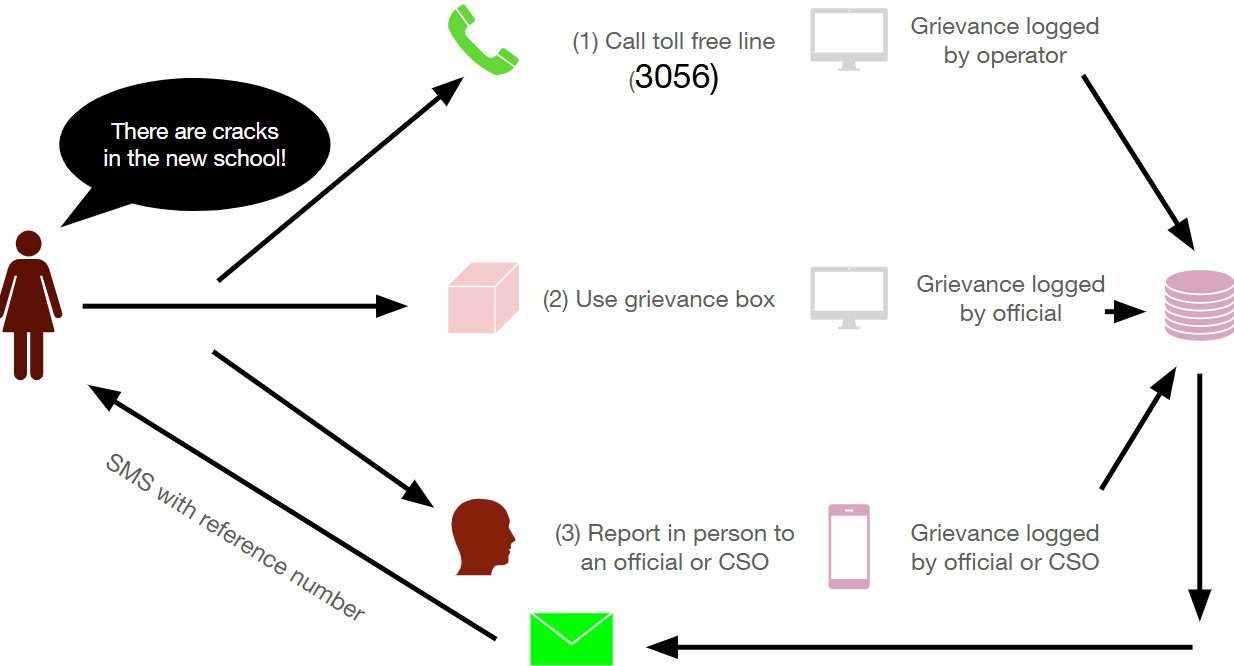 There are cracks
in the new school!
(1) Call toll free line
(3056)
Grievance logged
by operator
(2) Use grievance box
Grievance logged
by official
(3) Report in person to
an official or CSO
Grievance logged
by official or CSO
SMS with reference number